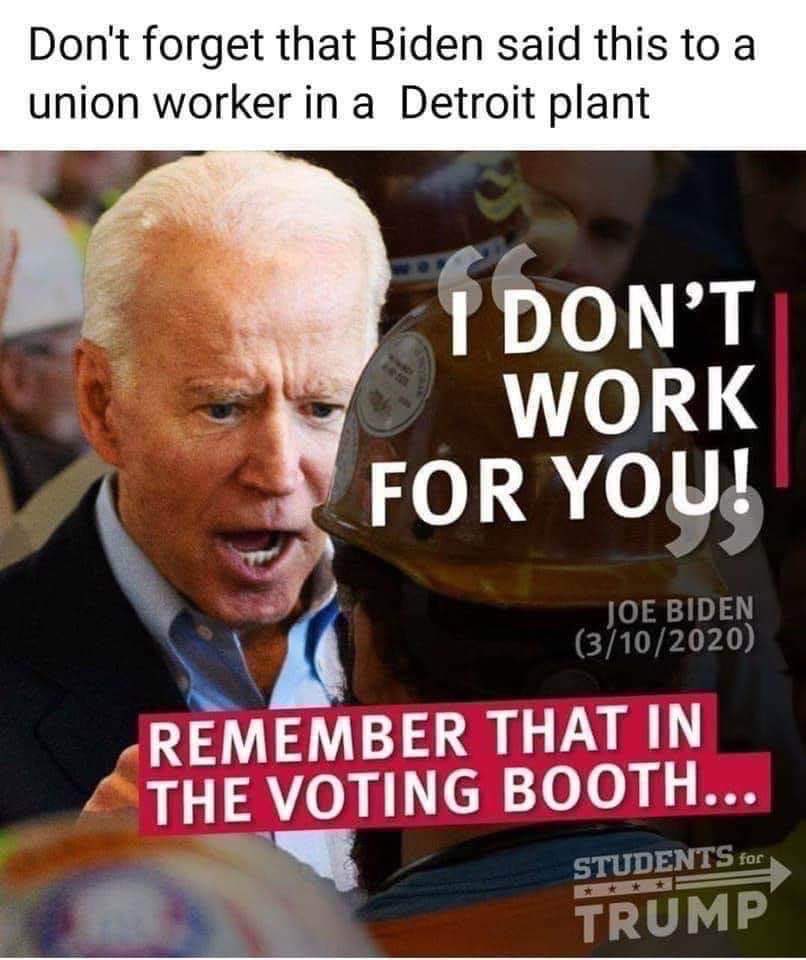 Don't forget that Biden said this to a
union worker in a Detroit plant
“I DON’T
WORK
FOR YOU!”
JOE BIDEN
(3/10/2020)
REMEMBER THAT IN
THE VOTING BOOTH...
STUDENTS for
TRUMP